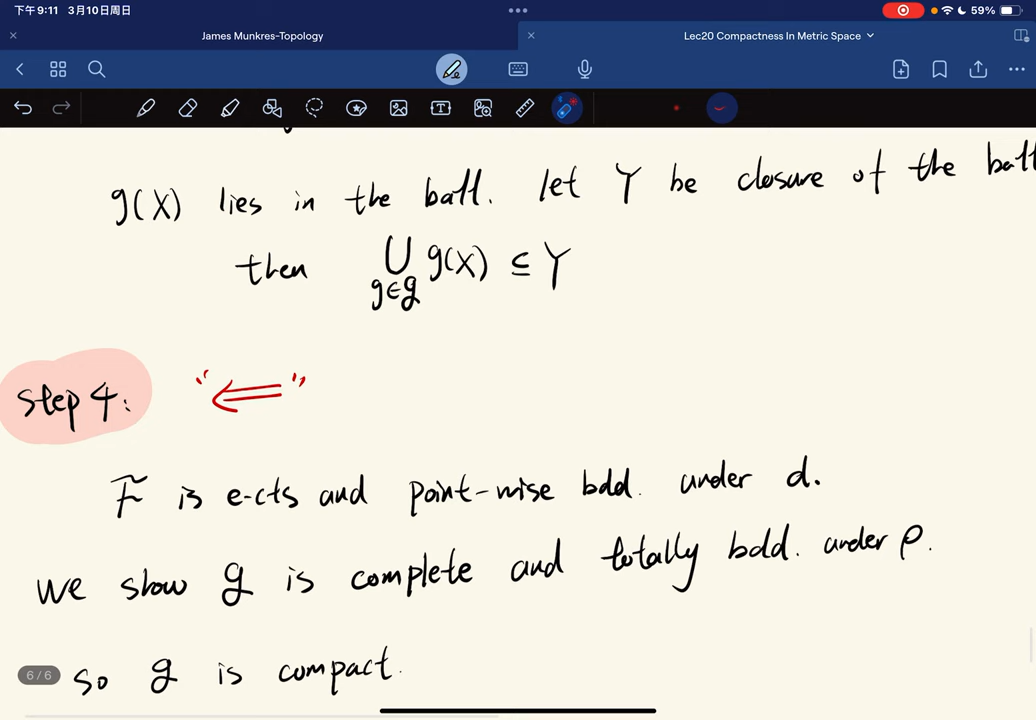 下午9:11 3月10日周日
59%
James Munkres-Topology
Lec20 Compactness In Metric Space
g(X) lies in the ball. let Y be closure of the ball
then ⋃ g(X) ⊆ Y
g∈g
Step 4: "⇐"
F is e-cts and point-wise bdd. under d.
We show g is complete and totally bdd. under ρ.
6/6
so g is compact.